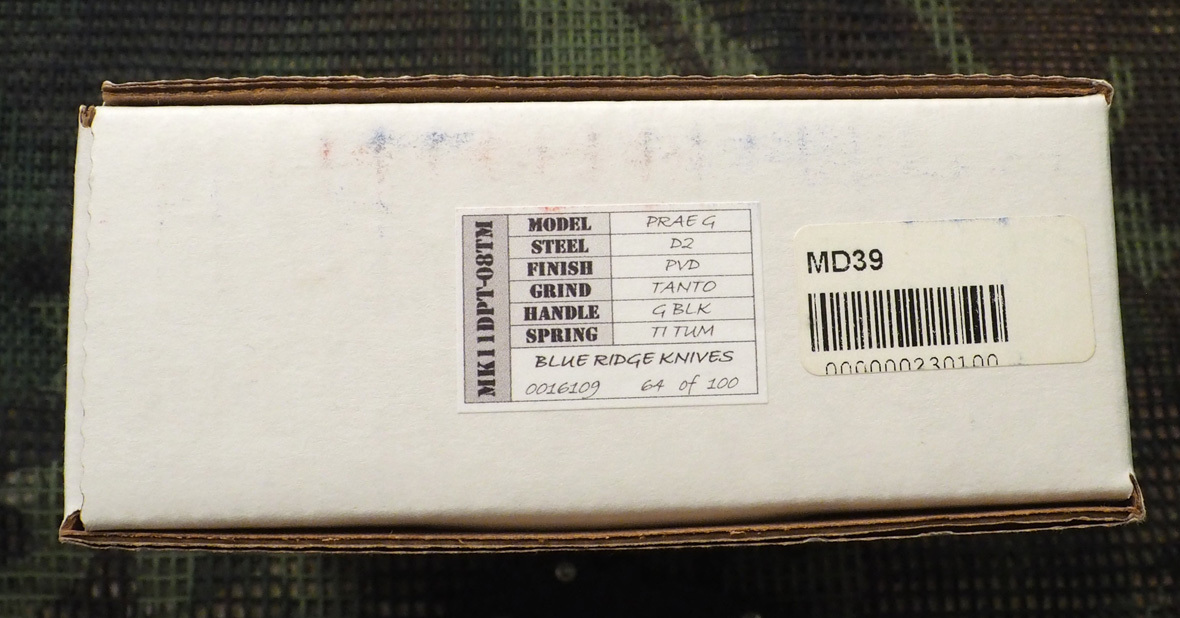 MK11DPT-08TM
MODEL PRAE G
STEEL D2
FINISH PVD
GRIND TANTO
HANDLE G BLK
SPRING TI TUM
BLUE RIDGE KNIVES
0016109 64 of 100
MD39
000000230100